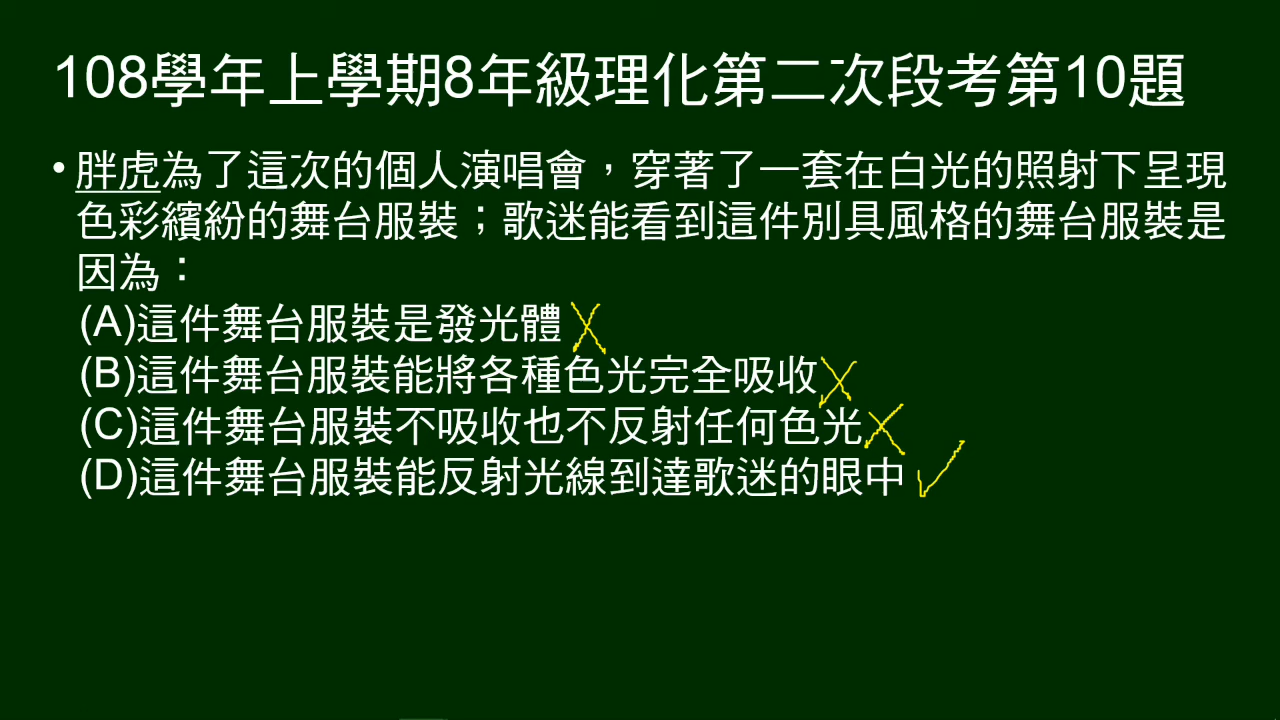 108學年上學期8年級理化第二次段考第10題
•胖虎為了這次的個人演唱會，穿著了一套在白光的照射下呈現
色彩繽紛的舞台服裝；歌迷能看到這件別具風格的舞台服裝是
因為：
(A)這件舞台服裝是發光體
(B)這件舞台服裝能將各種色光完全吸收
(C)這件舞台服裝不吸收也不反射任何色光
(D)這件舞台服裝能反射光線到達歌迷的眼中